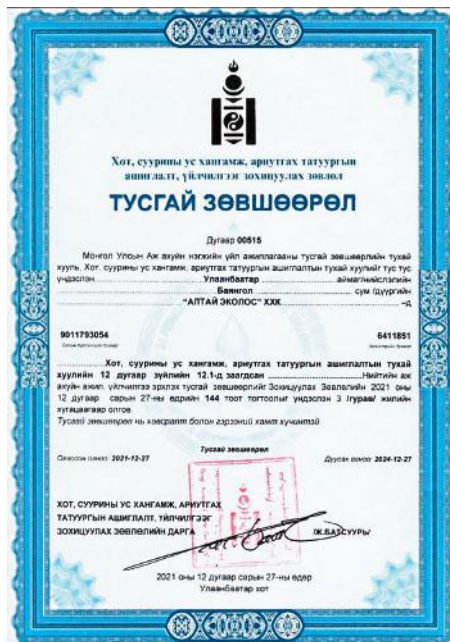 Хот, суурины ус хангамж, ариутгах татуургын
ашиглалт, үйлчилгээг зохицуулах зөвлөл
ТУСГАЙ ЗӨВШӨӨРӨЛ
Дугаар 00515
Монгол Улсын Аж ахуйн нэгжийн үйл ажиллагааны тусгай зөвшөөрлийн тухай
хууль, Хот, суурины ус хангамж, ариутгах татуургын ашиглалтын тухай хуулийг тус тус
үндэслэн Улаанбаатар аймаг/нийслэлийн
Баянгол сум /дүүргийн
"АЛТАЙ ЭКОЛОС" ХХК –д
9011793054 6411851
Хот, суурины ус хангамж, ариутгах татуургын ашиглалтын тухай
хуулийн 12 дугаар зүйлийн 12.1-д заагдсан Нийтийн аж
ахуйн ажил, үйлчилгээ эрхлэх тусгай зөвшөөрлийг Зохицуулах Зөвлөлийн 2021 оны
12 дугаар сарын 27-ны өдрийн 144 тоот тогтоолыг үндэслэн 3 /гурав/ жилийн
хугацаагаар олгов.
Тусгай зөвшөөрөл нь хавсралт болон гэрээний хамт хүчинтэй.
Тусгай зөвшөөрөл
Олгосон огноо: 2021-12-27 Дуусах огноо: 2024-12-27
ХОТ, СУУРИНЫ УС ХАНГАМЖ, АРИУТГАХ
ТАТУУРГЫН АШИГЛАЛТ, ҮЙЛЧИЛГЭЭГ
ЗОХИЦУУЛАХ ЗӨВЛӨЛИЙН ДАРГА /Ж.БАТСУУРЬ/
2021 оны 12 дугаар сарын 27-ны өдөр
Улаанбаатар хот